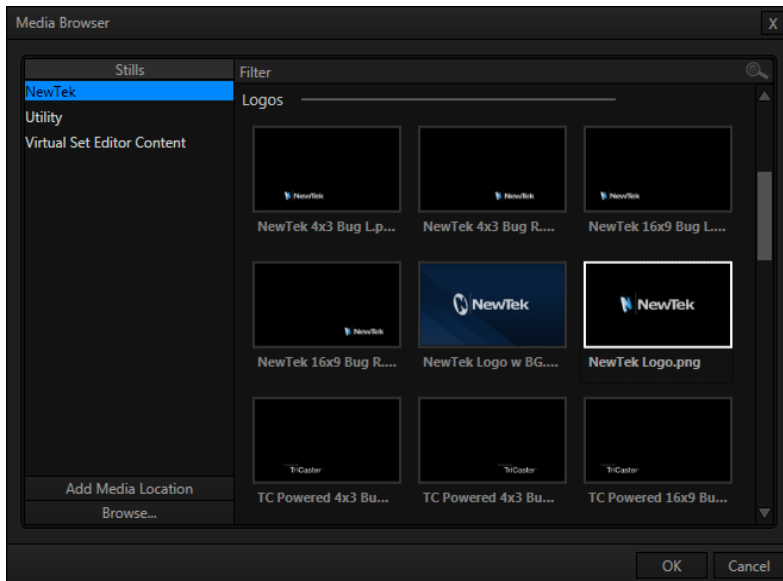 Media Browser
X
Stills
NewTek
Utility
Virtual Set Editor Content
Add Media Location
Browse...
Filter
Logos
NewTek
NewTek
NewTek
NewTek 4x3 Bug L.p...
NewTek 4x3 Bug R....
NewTek 16x9 Bug L....
NewTek
NewTek
NewTek
NewTek 16x9 Bug R....
NewTek Logo w BG....
NewTek Logo.png
TriCaster
TriCaster
TriCaster
TC Powered 4x3 Bu...
TC Powered 4x3 Bu...
TC Powered 16x9 Bu...
OK
Cancel